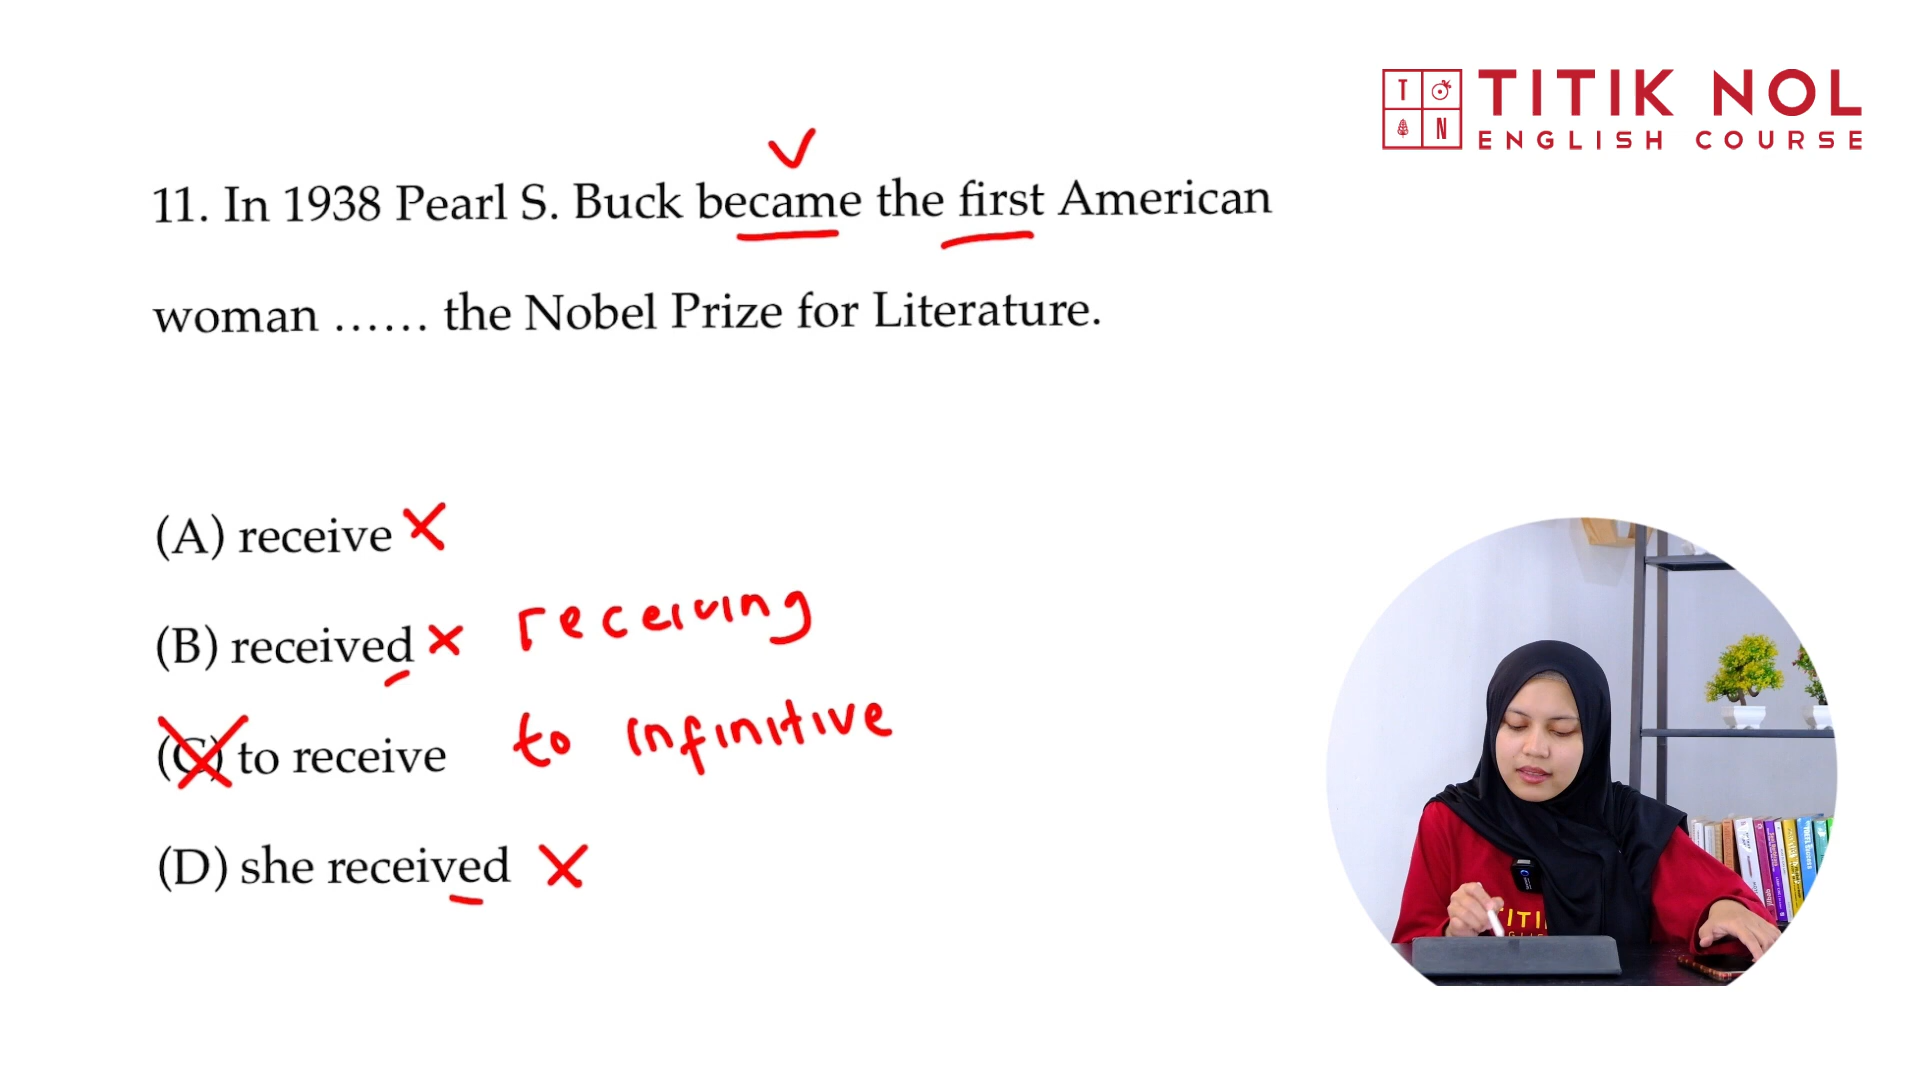 T N
TITIK NOL
ENGLISH COURSE
11. In 1938 Pearl S. Buck became the first American
woman ...... the Nobel Prize for Literature.
(A) receive
(B) received receiving
(C) to receive to infinitive
(D) she received
TITI